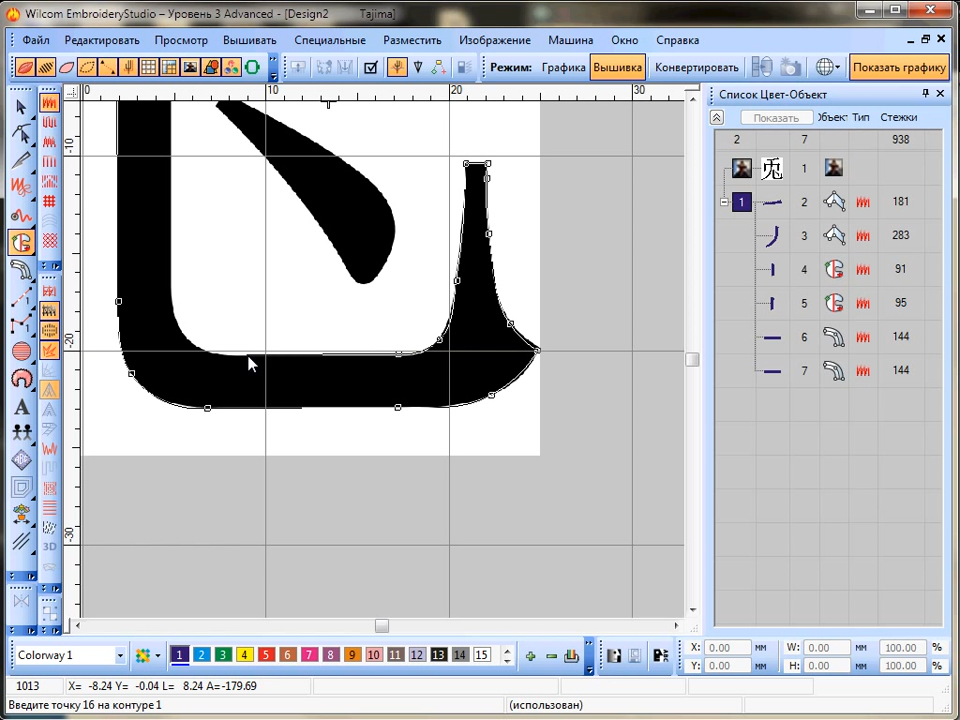 Wilcom EmbroideryStudio – Уровень 3 Advanced - [Design2 Tajima]
Файл Редактировать Просмотр Вышивать Специальные Разместить Изображение Машина Окно Справка
Режим: Графика Вышивка Конвертировать Показать графику
Список Цвет-Объект
Показать Объек Тип Стежки
2 7 938
兎 1
1 2 181
3 283
4 91
5 95
6 144
7 144
0 10 20 30
-10
-20
-30
A
3D
Colorway 1 1 2 3 4 5 6 7 8 9 10 11 12 13 14 15
X: 0.00 мм W: 0.00 мм 100.00 %
Y: 0.00 мм H: 0.00 мм 100.00 %
1013 X= -8.24 Y= -0.04 L= 8.24 A=-179.69
Введите точку 16 на контуре 1 (использован)